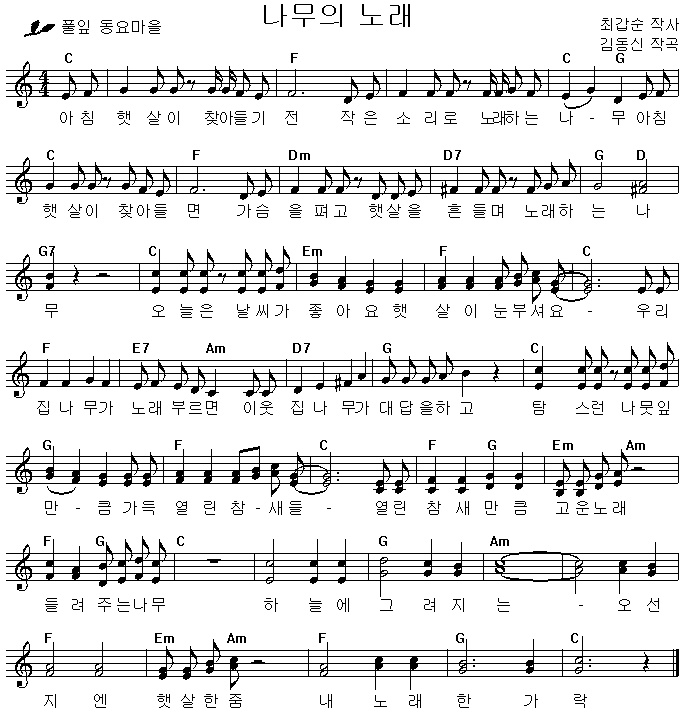 나무의 노래
풀잎 동요마을
최갑순 작사
김동신 작곡
C F C G
4 4
아 침 햇 살이 찾아들기 전 작 은 소 리로 노래하는 나 - 무 아침
C F Dm D7 G D
햇 살이 찾아들 면 가슴 을 펴고 햇살을 흔들며 노래하 는 나
G7 C Em F C
무 오 늘은 날씨가 좋 아 요 햇 살 이 눈부셔요 - 우리
F E7 Am D7 G C
집 나 무가 노래 부르면 이웃 집 나 무가 대답 을하 고 탐 스런 나뭇잎
G F C F G Em Am
만 - 큼 가득 열 린 참 - 새들 - 열린 참 새 만 큼 고운노래
F G C G Am
들 려 주는나무 하 늘에 그 려 지 는 - 오 선
F Em Am F G C
지 엔 햇 살 한 줌 내 노 래 한 가 락